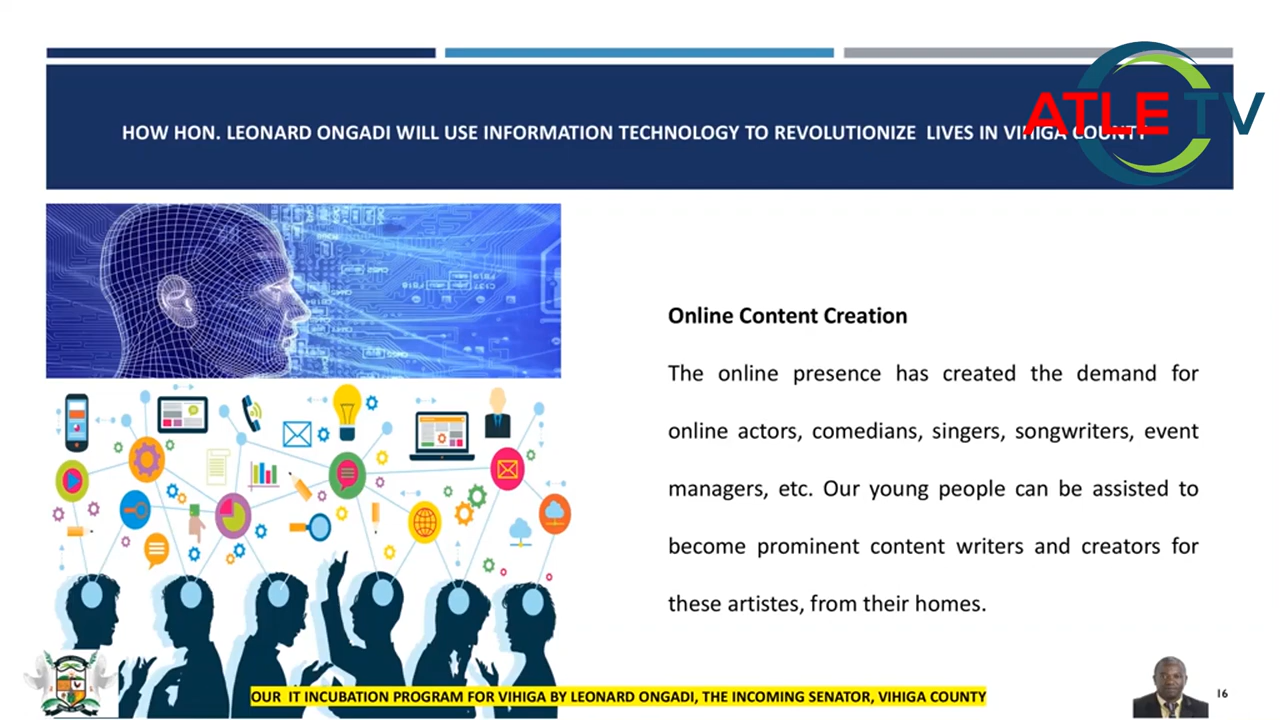 ATLE TV
HOW HON. LEONARD ONGADI WILL USE INFORMATION TECHNOLOGY TO REVOLUTIONIZE LIVES IN VIHIGA COUNTY
Online Content Creation
The online presence has created the demand for
online actors, comedians, singers, songwriters, event
managers, etc. Our young people can be assisted to
become prominent content writers and creators for
these artistes, from their homes.
OUR IT INCUBATION PROGRAM FOR VIHIGA BY LEONARD ONGADI, THE INCOMING SENATOR, VIHIGA COUNTY
16